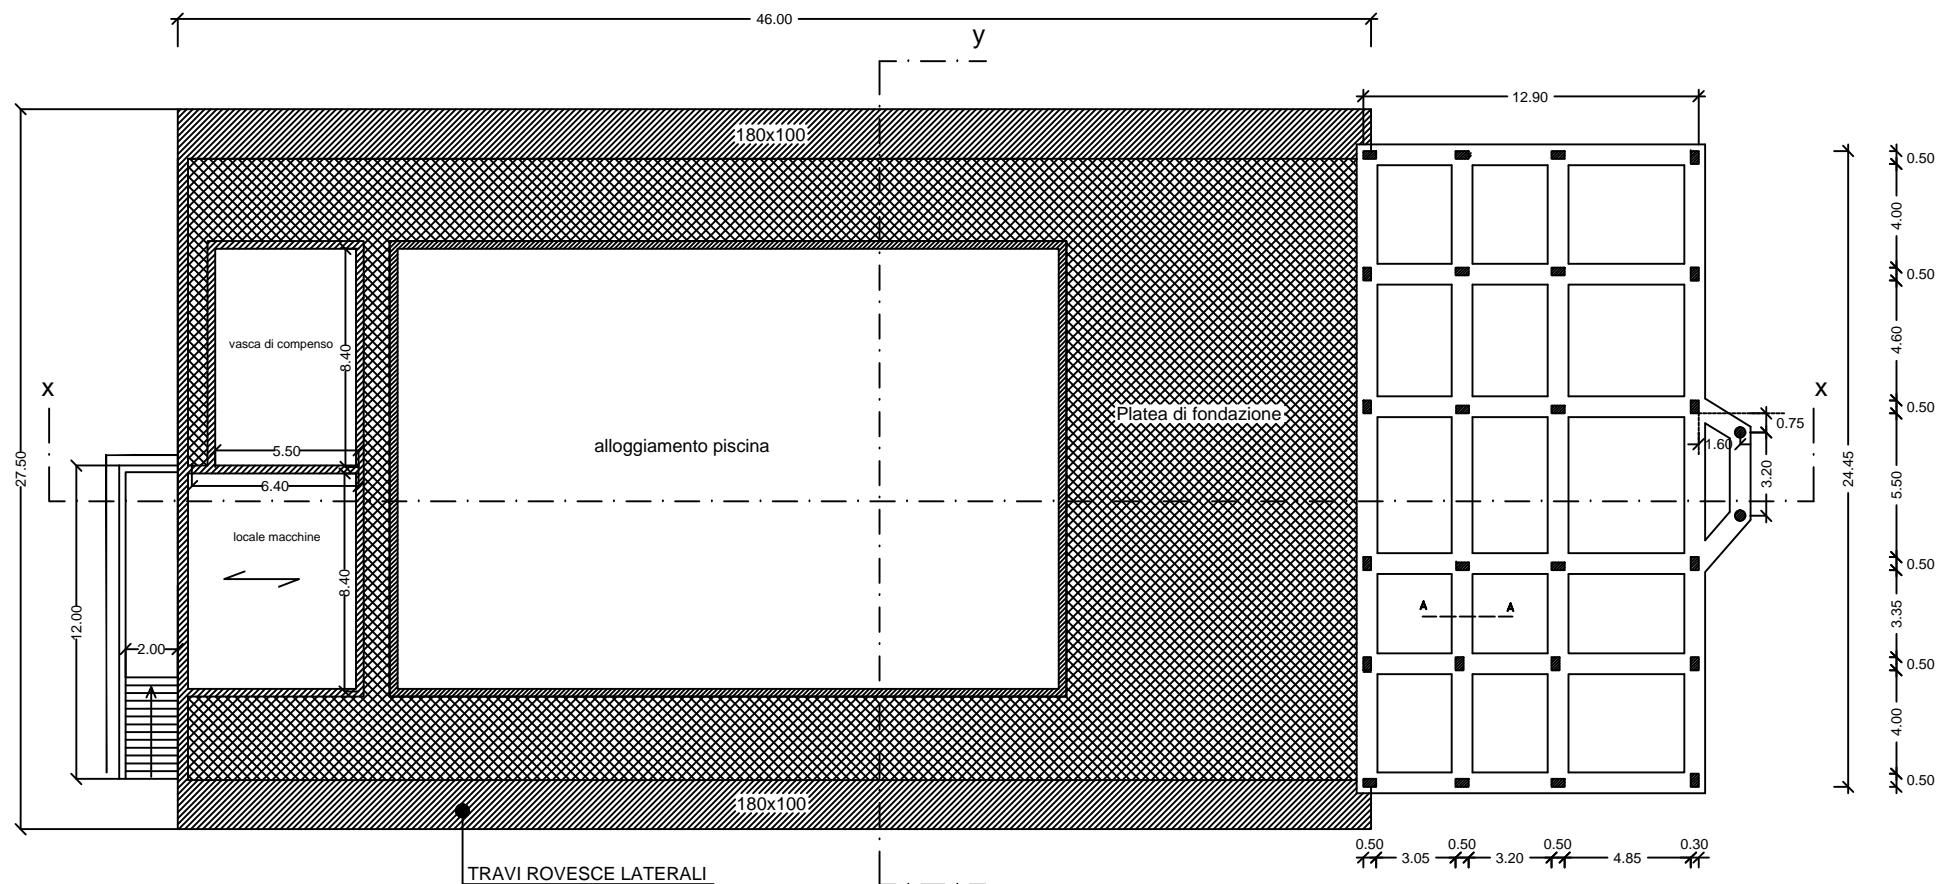 46.00
y
12.90
180x100
0.50
4.00
0.50
vasca di compenso
8.40
4.60
x
x
Platea di fondazione
0.50
0.75
alloggiamento piscina
5.50
1.60
27.50
6.40
3.20
24.45
5.50
locale macchine
0.50
8.40
A
A
12.00
3.35
2.00
0.50
4.00
0.50
180x100
0.50
0.50
0.50
0.30
3.05
3.20
4.85
TRAVI ROVESCE LATERALI